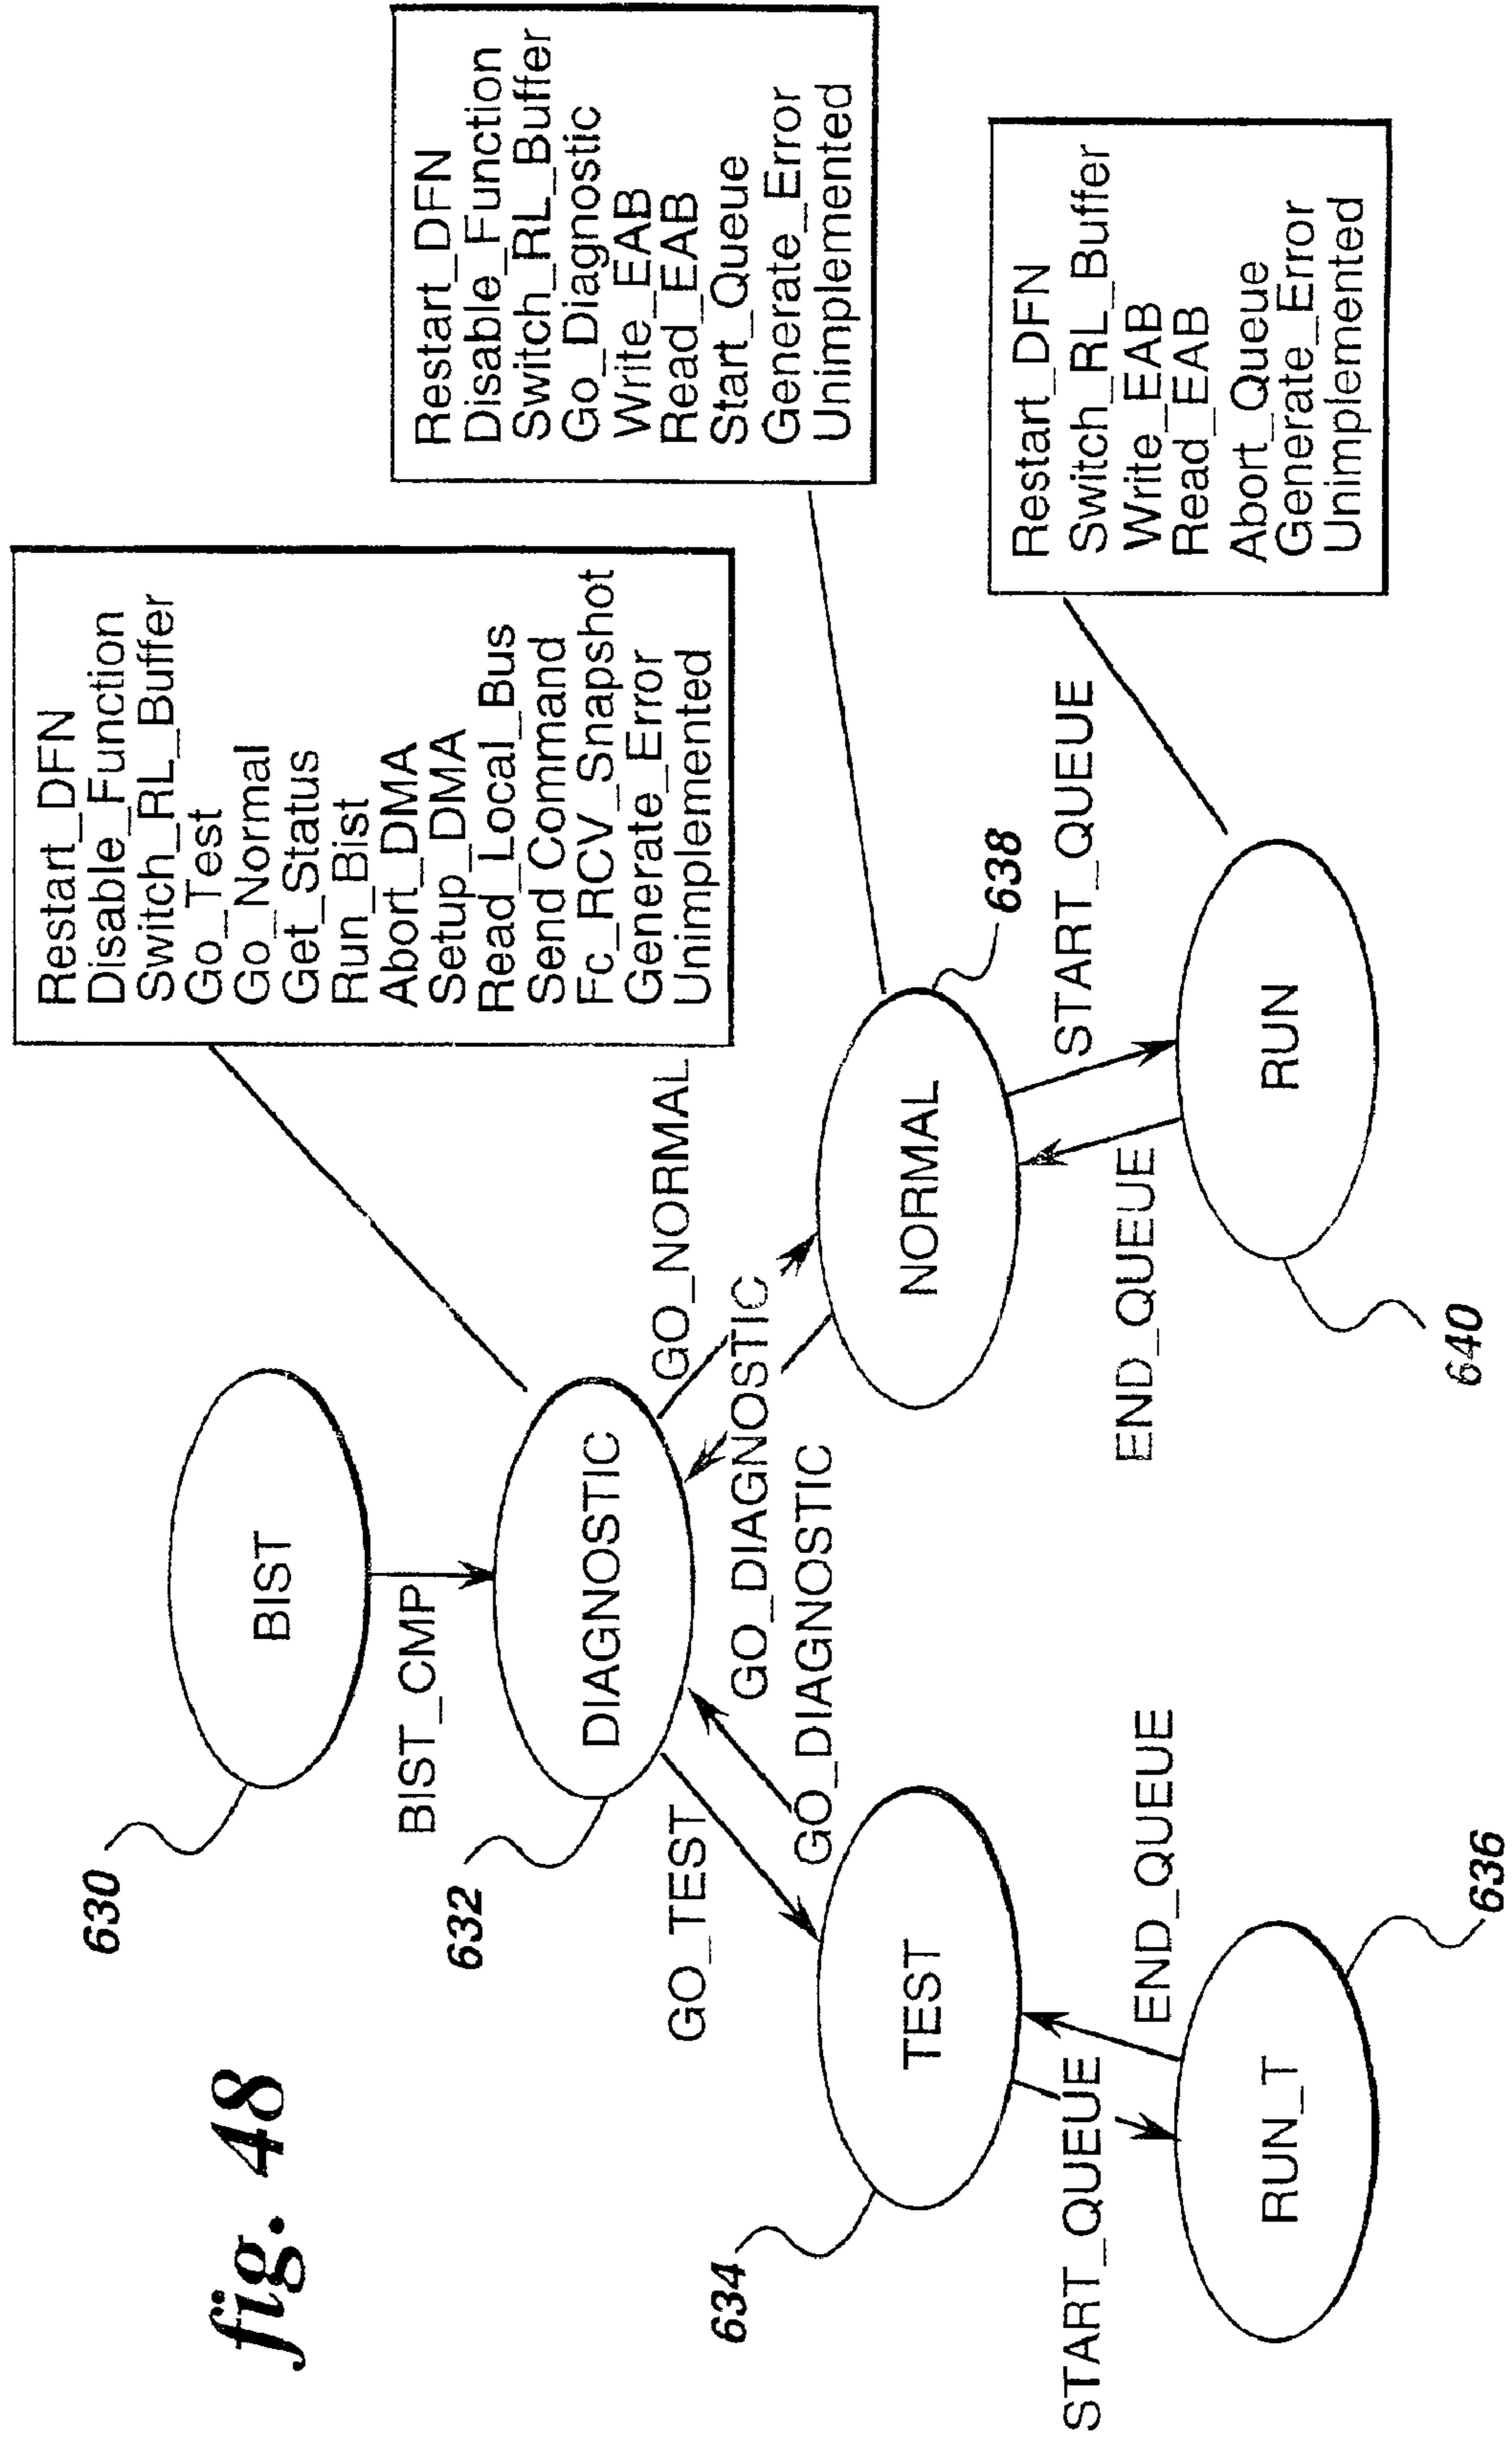 fig. 48
630
BIST
BIST_CMP
632
DIAGNOSTIC
Restart_DFN
Disable_Function
Switch_RL_Buffer
Go_Test
Go_Normal
Get_Status
Run_Bist
Abort_DMA
Setup_DMA
Read_Local_Bus
Send Command
Fc_RCV_Snapshot
Generate_Error
Unimplemented
GO_TEST
GO_DIAGNOSTIC
GO_NORMAL
GO_DIAGNOSTIC
634
TEST
NORMAL
638
Restart_DFN
Disable_Function
Switch_RL_Buffer
Go_Diagnostic
Write_EAB
Read_EAB
Start_Queue
Generate_Error
Unimplemented
START_QUEUE
END_QUEUE
END_QUEUE
START_QUEUE
RUN_T
636
RUN
640
Restart_DFN
Switch_RL_Buffer
Write_EAB
Read_EAB
Abort_Queue
Generate_Error
Unimplemented